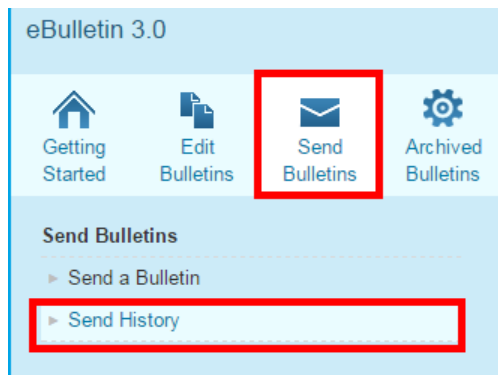 eBulletin 3.0
Getting Started
Edit Bulletins
Send Bulletins
Archived Bulletins
Send Bulletins
Send a Bulletin
Send History